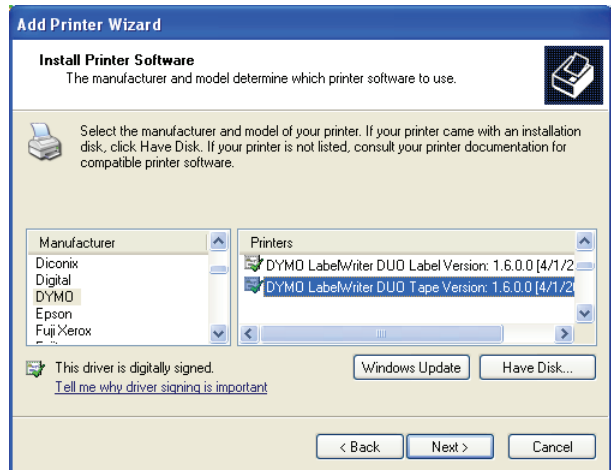 Add Printer Wizard
Install Printer Software
The manufacturer and model determine which printer software to use.
Select the manufacturer and model of your printer. If your printer came with an installation
disk, click Have Disk. If your printer is not listed, consult your printer documentation for
compatible printer software.
Manufacturer
Diconix
Digital
DYMO
Epson
Fuji Xerox
Printers
DYMO LabelWriter DUO Label Version: 1.6.0.0 [4/1/2
DYMO LabelWriter DUO Tape Version: 1.6.0.0 [4/1/2
This driver is digitally signed.
Tell me why driver signing is important
Windows Update
Have Disk...
< Back
Next >
Cancel